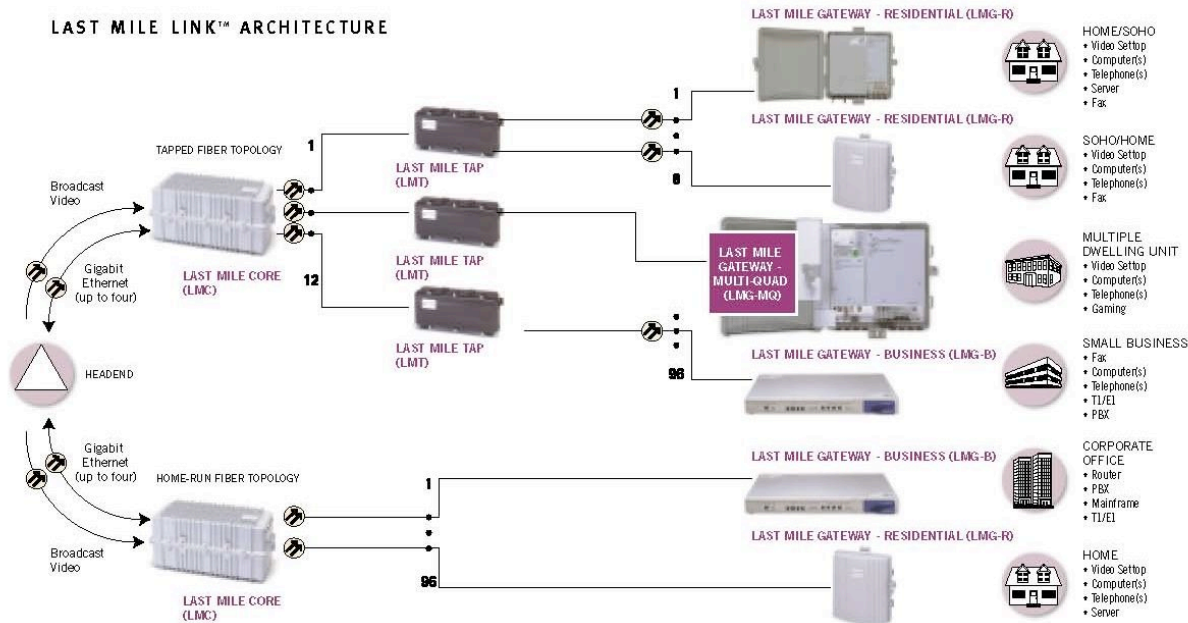 LAST MILE LINK™ ARCHITECTURE
LAST MILE GATEWAY - RESIDENTIAL (LMG-R)
HOME/SOHO
• Video Settop
• Computer(s)
• Telephone(s)
• Server
• Fax
1
LAST MILE GATEWAY - RESIDENTIAL (LMG-R)
SOHO/HOME
• Video Settop
• Computer(s)
• Telephone(s)
• Fax
8
TAPPED FIBER TOPOLOGY
1
LAST MILE TAP
(LMT)
Broadcast
Video
LAST MILE TAP
(LMT)
LAST MILE
GATEWAY -
MULTI-QUAD
(LMG-MQ)
MULTIPLE
DWELLING UNIT
• Video Settop
• Computer(s)
• Telephone(s)
• Gaming
Gigabit
Ethernet
(up to four)
LAST MILE CORE
(LMC)
12
LAST MILE TAP
(LMT)
LAST MILE GATEWAY - BUSINESS (LMG-B)
96
SMALL BUSINESS
• Fax
• Computer(s)
• Telephone(s)
• T1/E1
• PBX
HEADEND
Gigabit
Ethernet
(up to four)
HOME-RUN FIBER TOPOLOGY
1
LAST MILE GATEWAY - BUSINESS (LMG-B)
CORPORATE
OFFICE
• Router
• PBX
• Mainframe
• T1/E1
Broadcast
Video
LAST MILE CORE
(LMC)
96
LAST MILE GATEWAY - RESIDENTIAL (LMG-R)
HOME
• Video Settop
• Computer(s)
• Telephone(s)
• Server